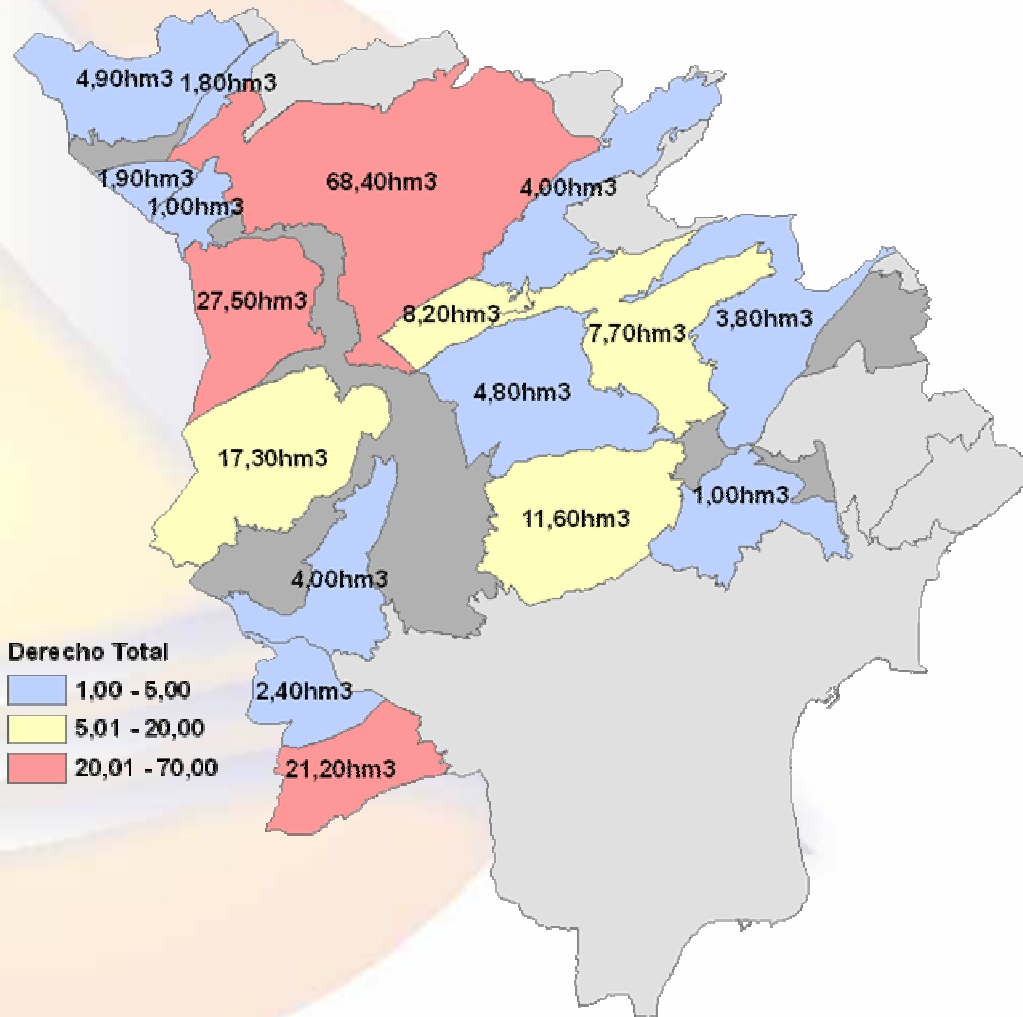 4,90hm3
1,80hm3
1,90hm3
1,00hm3
68,40hm3
4,00hm3
27,50hm3
8,20hm3
7,70hm3
3,80hm3
4,80hm3
17,30hm3
11,60hm3
1,00hm3
4,00hm3
2,40hm3
21,20hm3
Derecho Total
1,00 - 5,00
5,01 - 20,00
20,01 - 70,00